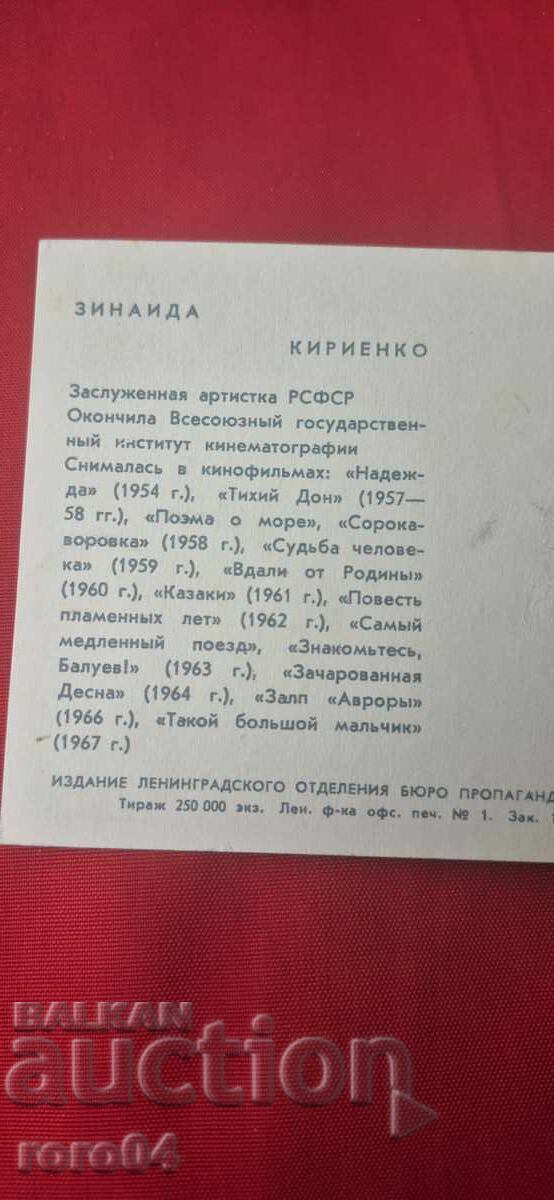 ЗИНАИДА
КИРИЕНКО
Заслуженная артистка РСФСР
Окончила Всесоюзный государствен-
ный институт кинематографии
Снималась в кинофильмах: «Надеж-
да» (1954 г.), «Тихий Дон» (1957—
58 гг.), «Поэма о море», «Сорока-
воровка» (1958 г.), «Судьба челове-
ка» (1959 г.), «Вдали от Родины»
(1960 г.), «Казаки» (1961 г.), «Повесть
пламенных лет» (1962 г.), «Самый
медленный поезд», «Знакомьтесь,
Балуев!» (1963 г.), «Зачарованная
Десна» (1964 г.), «Залп «Авроры»
(1966 г.), «Такой большой мальчик»
(1967 г.)
ИЗДАНИЕ ЛЕНИНГРАДСКОГО ОТДЕЛЕНИЯ БЮРО ПРОПАГАНД
Тираж 250 000 экз. Лен. ф-ка офс. печ. № 1. Зак.
BALKAN
auction
roro04